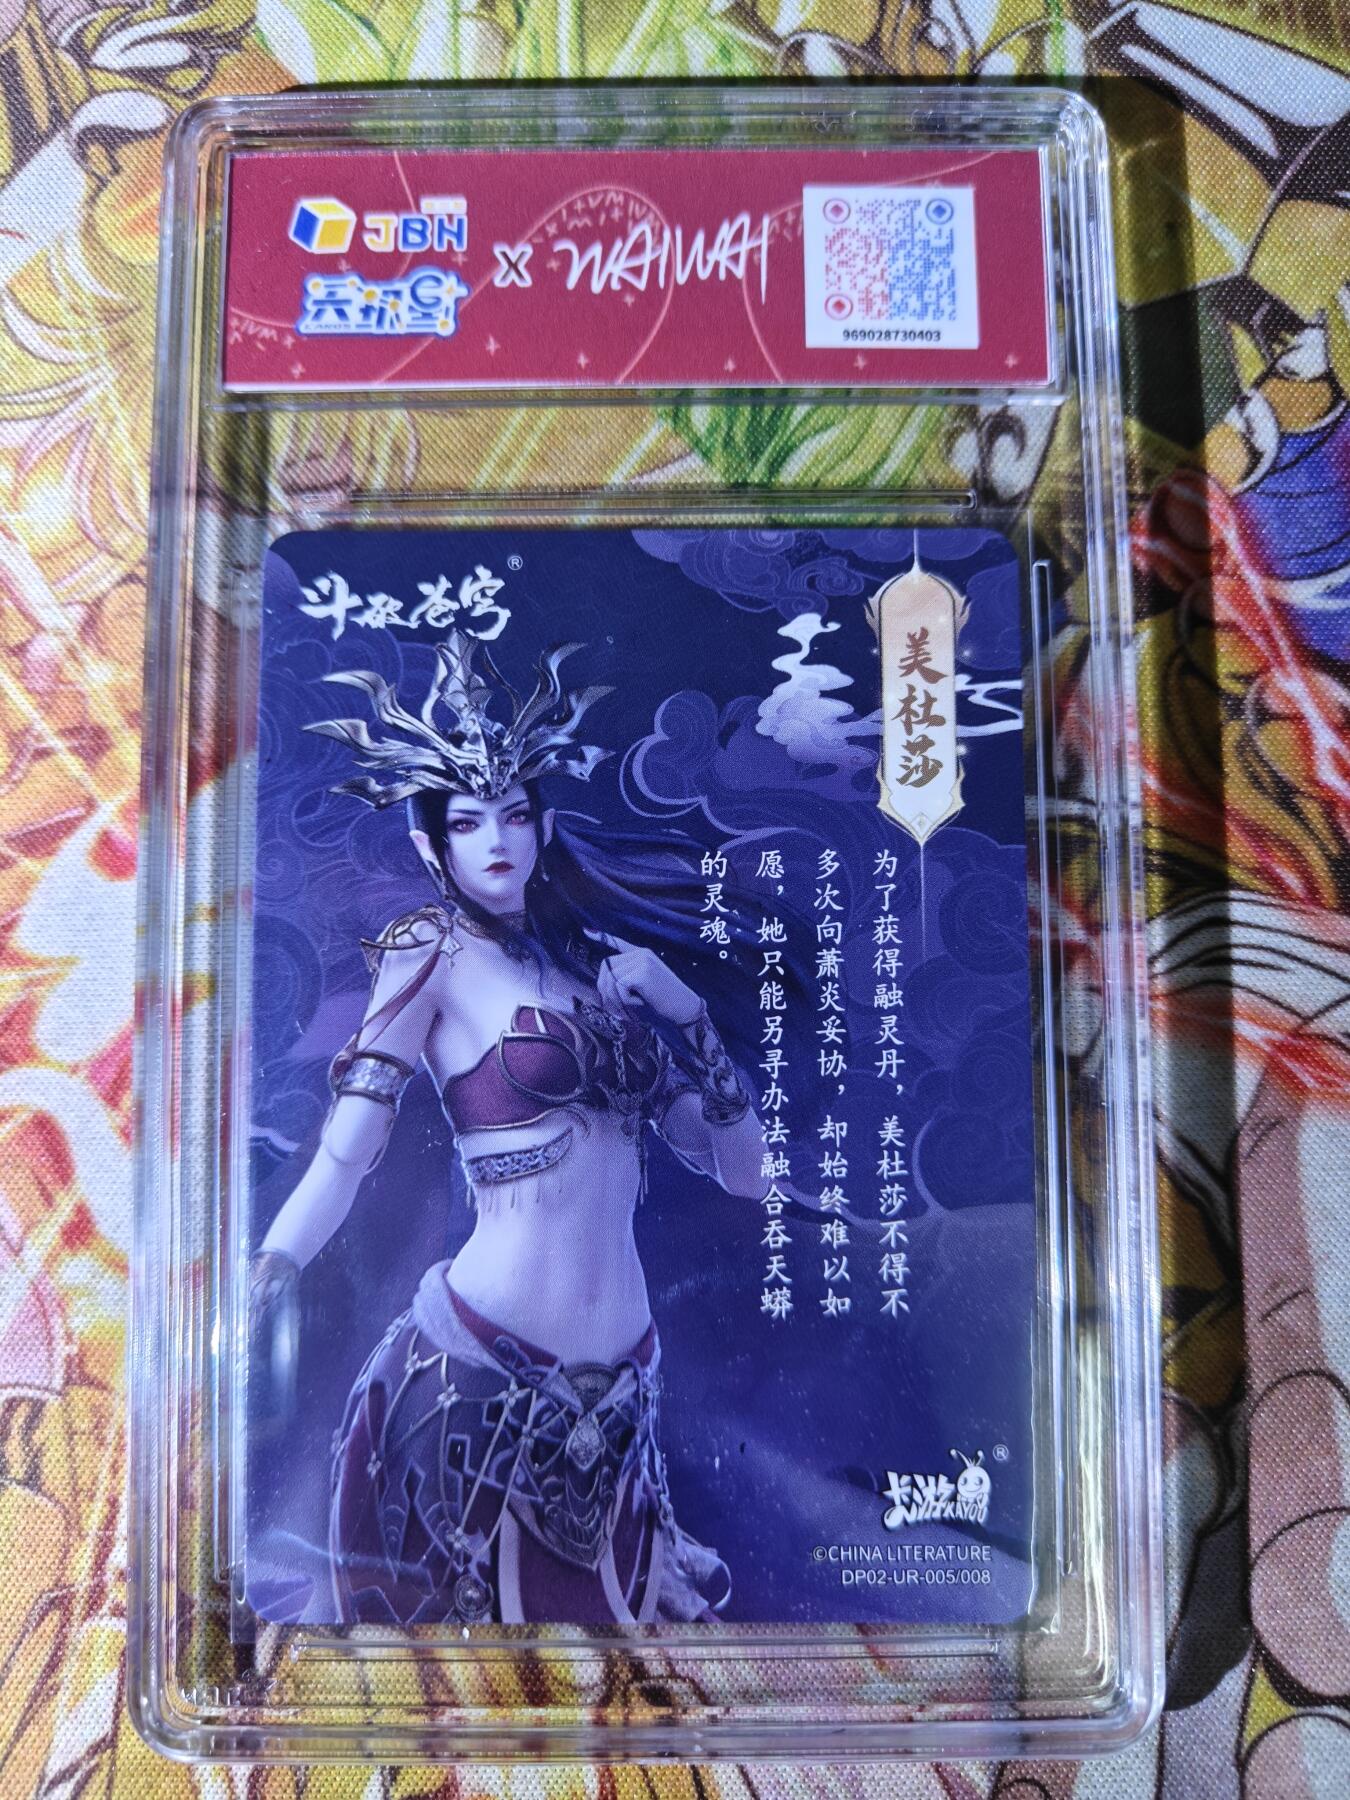 JBH
卡拆星
X WAIWAI
969028730403
斗破苍穹®
美杜莎
为了获得融灵丹，美杜莎不得不
多次向萧炎妥协，却始终难以如
愿，她只能另寻办法融合吞天蟒
的灵魂。
卡游®
KAYOU
©CHINA LITERATURE
DP02-UR-005/008